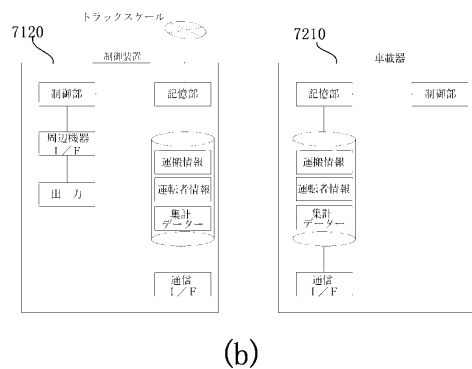 トラックスケール
7120
制御装置
制御部
記憶部
周辺機器
I／F
出 力
運搬情報
運転者情報
集計
データー
通信
I／F
7210
車載器
記憶部
制御部
運搬情報
運転者情報
集計
データー
通信
I／F
(b)